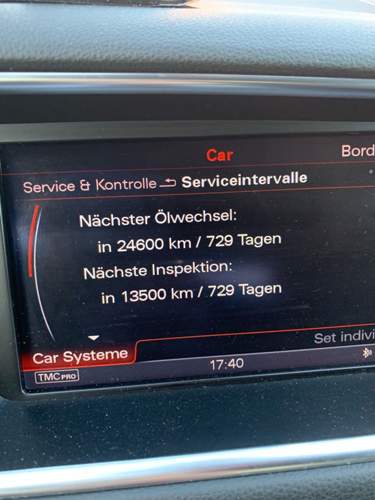 Car
Bord
Service & Kontrolle Serviceintervalle
Nächster Ölwechsel:
in 24600 km / 729 Tagen
Nächste Inspektion:
in 13500 km / 729 Tagen
Set indivi
Car Systeme
TMC PRO
17:40